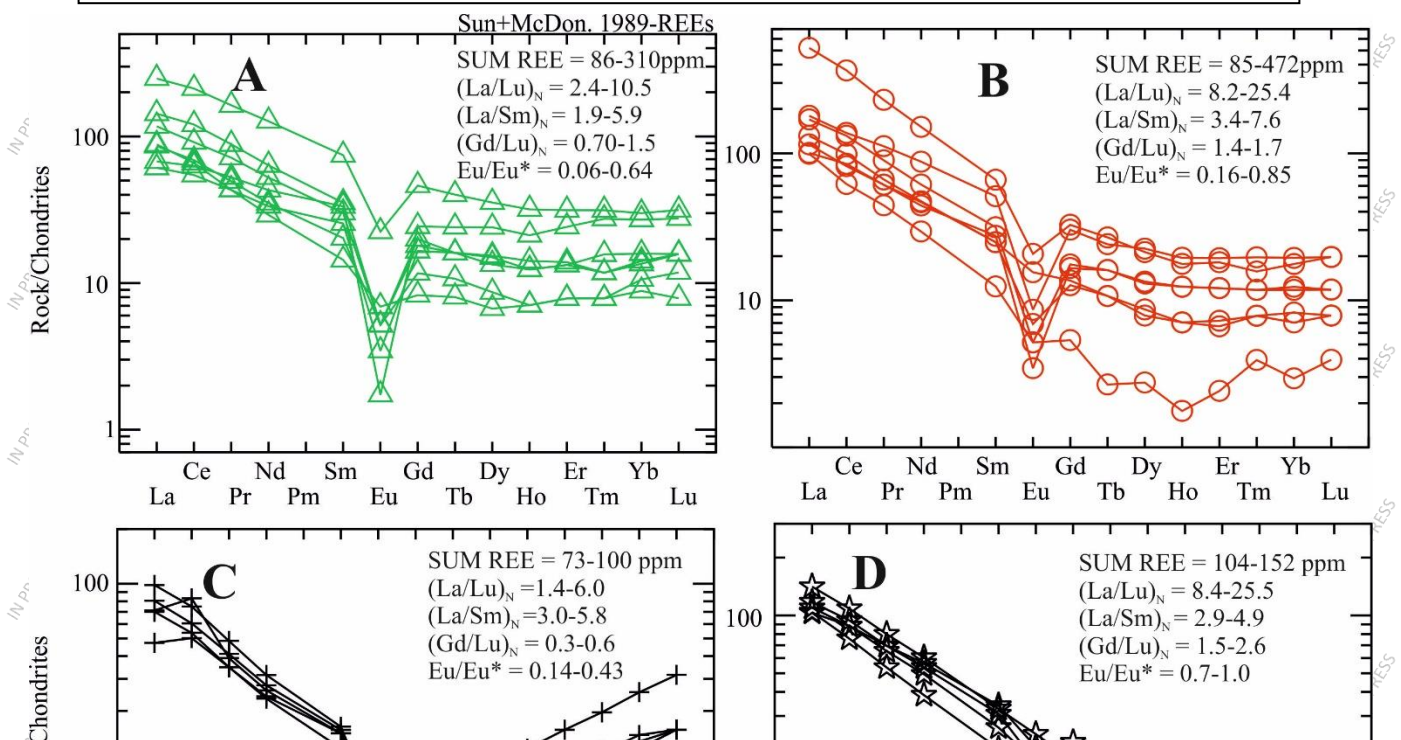 Sun+McDon. 1989-REEs
A
SUM REE = 86-310ppm
(La/Lu)N = 2.4-10.5
(La/Sm)N = 1.9-5.9
(Gd/Lu)N = 0.70-1.5
Eu/Eu* = 0.06-0.64
Rock/Chondrites
100
10
1
Ce Nd Sm Gd Dy Er Yb
La Pr Pm Eu Tb Ho Tm Lu
B
SUM REE = 85-472ppm
(La/Lu)N = 8.2-25.4
(La/Sm)N = 3.4-7.6
(Gd/Lu)N = 1.4-1.7
Eu/Eu* = 0.16-0.85
100
10
Ce Nd Sm Gd Dy Er Yb
La Pr Pm Eu Tb Ho Tm Lu
C
SUM REE = 73-100 ppm
(La/Lu)N =1.4-6.0
(La/Sm)N =3.0-5.8
(Gd/Lu)N = 0.3-0.6
Eu/Eu* = 0.14-0.43
100
Chondrites
D
SUM REE = 104-152 ppm
(La/Lu)N = 8.4-25.5
(La/Sm)N = 2.9-4.9
(Gd/Lu)N = 1.5-2.6
Eu/Eu* = 0.7-1.0
100